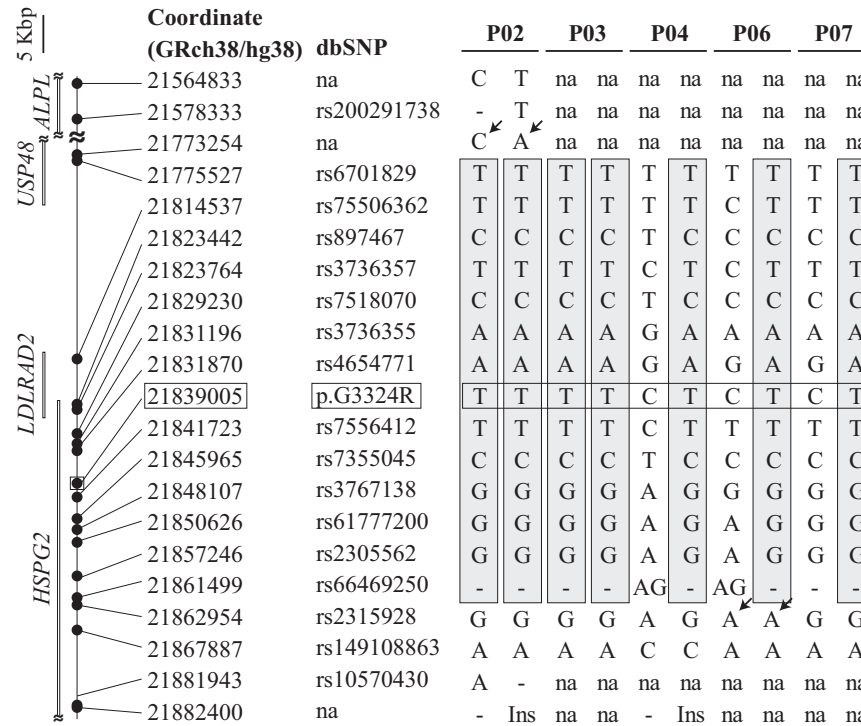 5 Kbp
Coordinate
(GRch38/hg38) dbSNP P02 P03 P04 P06 P07
ALPL
USP48
LDLRAD2
HSPG2
21564833 na C T na na na na na na na na
21578333 rs200291738 - T na na na na na na na na
21773254 na C A na na na na na na na na
21775527 rs6701829 T T T T T T T T T T
21814537 rs75506362 T T T T T T C T T T
21823442 rs897467 C C C C T C C C C C
21823764 rs3736357 T T T T C T C T T T
21829230 rs7518070 C C C C T C C C C C
21831196 rs3736355 A A A A G A A A A A
21831870 rs4654771 A A A A G A G A G A
21839005 p.G3324R T T T T C T C T C T
21841723 rs7556412 T T T T C T T T T T
21845965 rs7355045 C C C C T C C C C C
21848107 rs3767138 G G G G A G G G G G
21850626 rs61777200 G G G G A G A G G G
21857246 rs2305562 G G G G A G A G G G
21861499 rs66469250 - - - - AG - AG - - -
21862954 rs2315928 G G G G A G A A G G
21867887 rs149108863 A A A A C C A A A A
21881943 rs10570430 A - na na na na na na na na
21882400 na - Ins na na - Ins na na na na